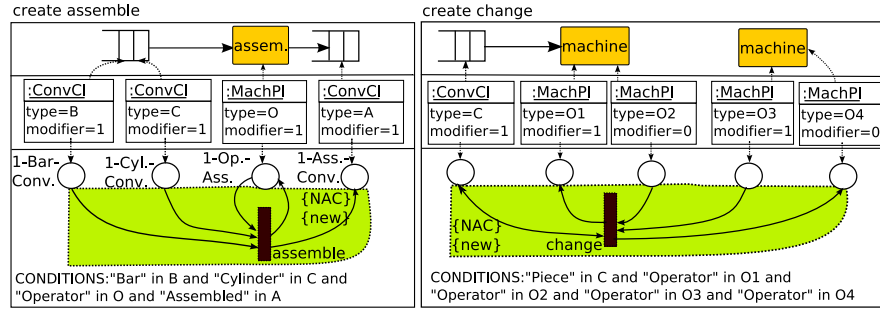 create assemble
assem.
:ConvCl
type=B
modifier=1
:ConvCl
type=C
modifier=1
:MachPl
type=O
modifier=1
:ConvCl
type=A
modifier=1
1-Bar-
Conv.
1-Cyl.-
Conv.
1-Op.-
Ass.
1-Ass.-
Conv.
{NAC}
{new}
assemble
CONDITIONS:"Bar" in B and "Cylinder" in C and
"Operator" in O and "Assembled" in A
create change
machine
machine
:ConvCl
type=C
modifier=1
:MachPl
type=O1
modifier=1
:MachPl
type=O2
modifier=0
:MachPl
type=O3
modifier=1
:MachPl
type=O4
modifier=0
{NAC}
{new}
change
CONDITIONS:"Piece" in C and "Operator" in O1 and
"Operator" in O2 and "Operator" in O3 and "Operator" in O4